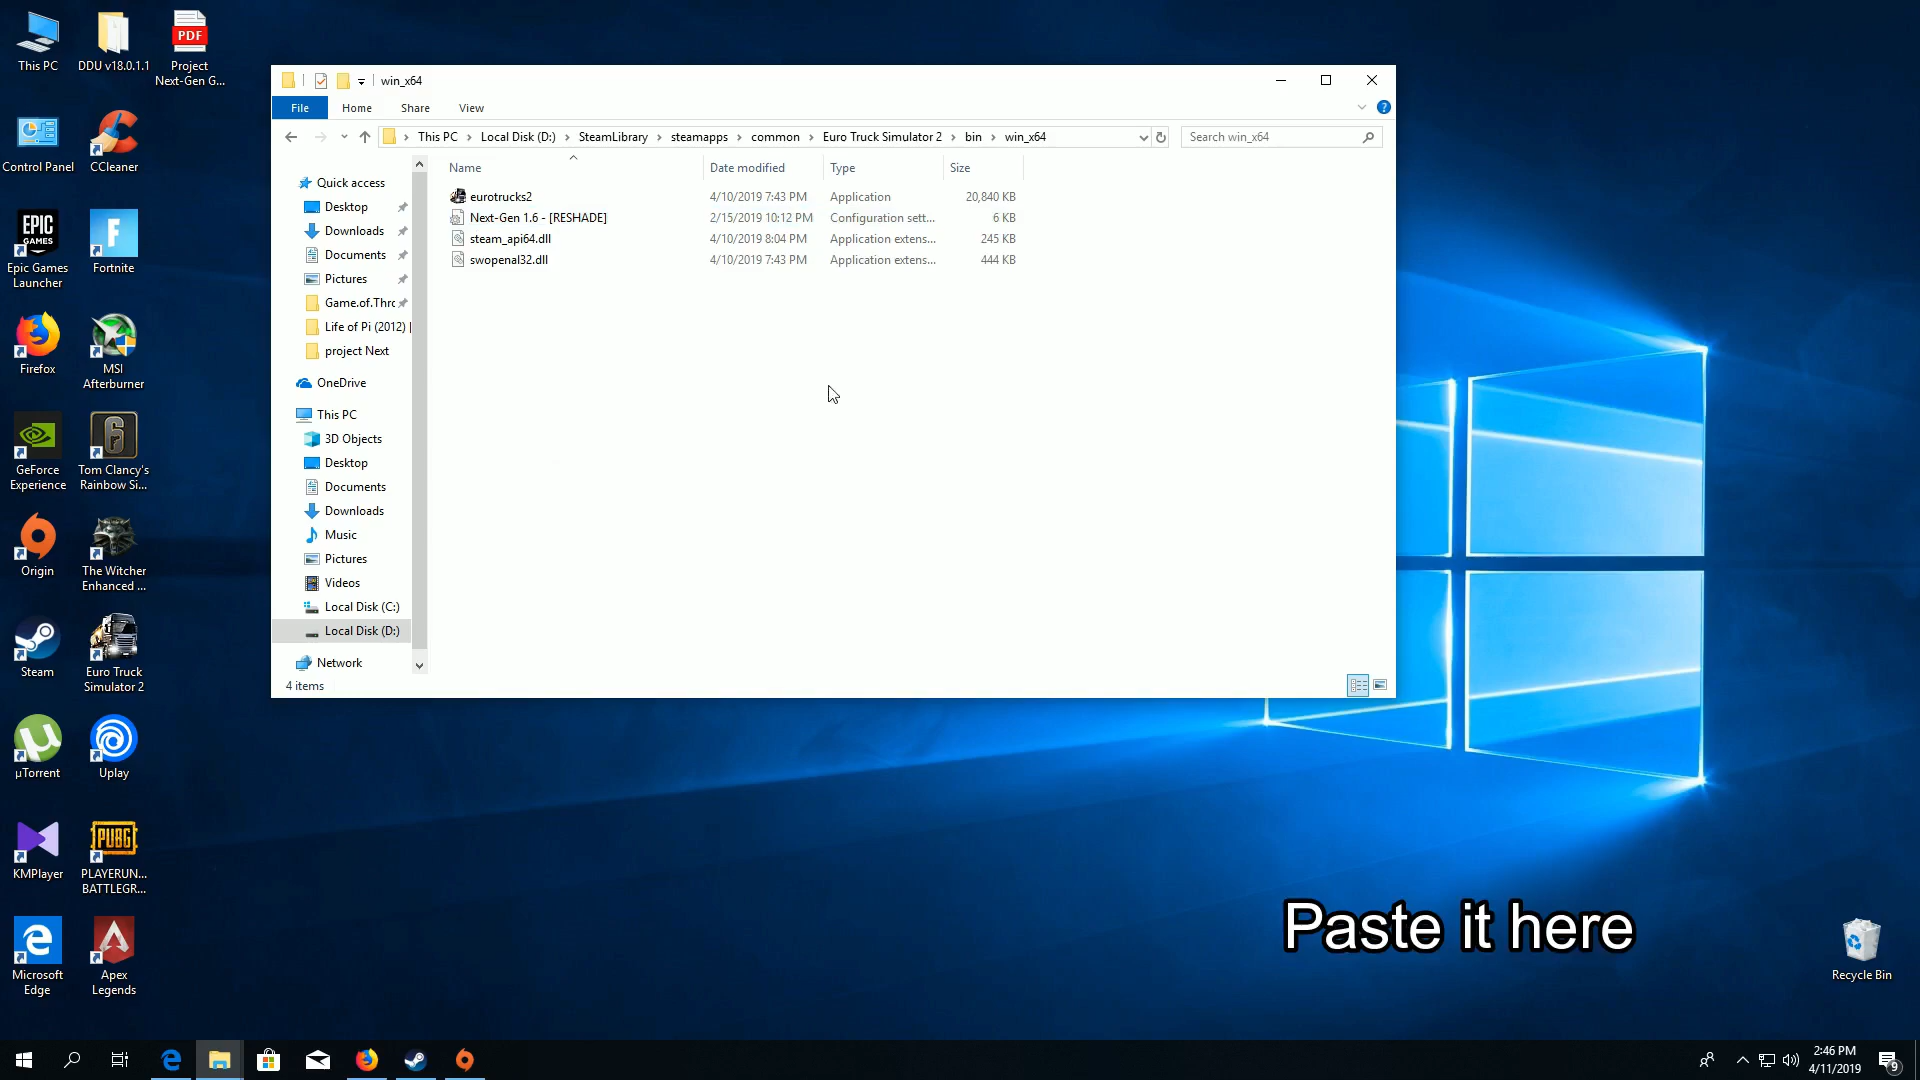 This PC
DDU v18.0.1.1
PDF
Project
Next-Gen G...
Control Panel
CCleaner
EPIC
GAMES
Epic Games
Launcher
Fortnite
Firefox
MSI
Afterburner
GeForce
Experience
Tom Clancy's
Rainbow Si...
Origin
The Witcher
Enhanced ...
Steam
Euro Truck
Simulator 2
µTorrent
Uplay
KMPlayer
PUBG
PLAYERUN...
BATTLEGR...
Microsoft
Edge
Apex
Legends
win_x64
File Home Share View
This PC Local Disk (D:) SteamLibrary steamapps common Euro Truck Simulator 2 bin win_x64 Search win_x64
Name Date modified Type Size
eurotrucks2 4/10/2019 7:43 PM Application 20,840 KB
Next-Gen 1.6 - [RESHADE] 2/15/2019 10:12 PM Configuration sett... 6 KB
steam_api64.dll 4/10/2019 8:04 PM Application extens... 245 KB
swopenal32.dll 4/10/2019 7:43 PM Application extens... 444 KB
Quick access
Desktop
Downloads
Documents
Pictures
Game.of.Thrc
Life of Pi (2012) [
project Next
OneDrive
This PC
3D Objects
Desktop
Documents
Downloads
Music
Pictures
Videos
Local Disk (C:)
Local Disk (D:)
Network
4 items
Paste it here
Recycle Bin
2:46 PM
4/11/2019
9